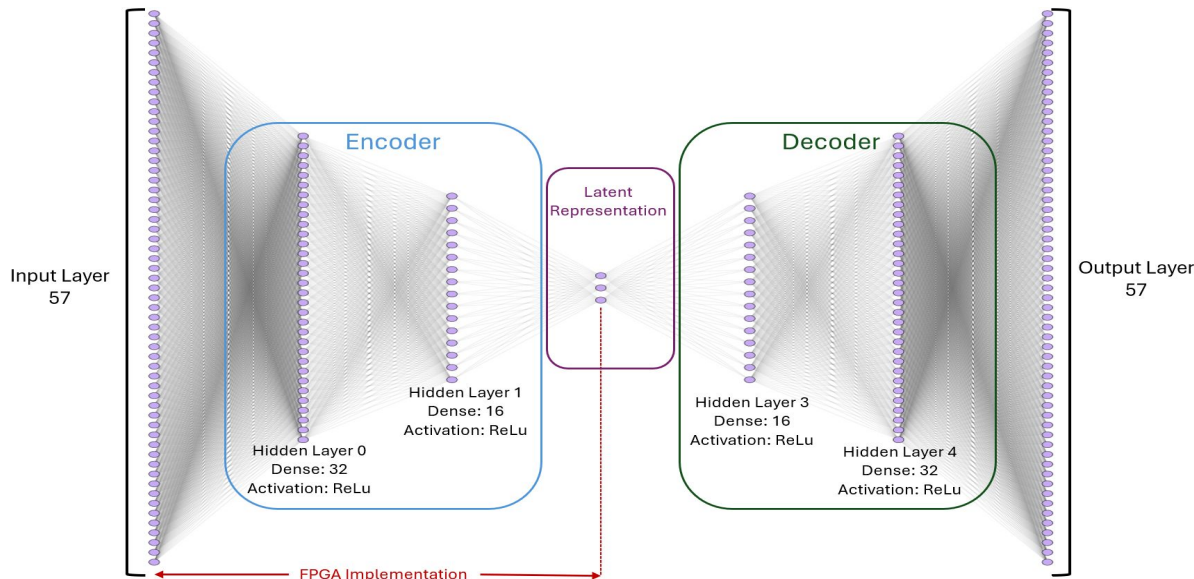 Encoder
Decoder
Latent
Representation
Input Layer
57
Output Layer
57
Hidden Layer 1
Dense: 16
Activation: ReLu
Hidden Layer 3
Dense: 16
Activation: ReLu
Hidden Layer 0
Dense: 32
Activation: ReLu
Hidden Layer 4
Dense: 32
Activation: ReLu
FPGA Implementation